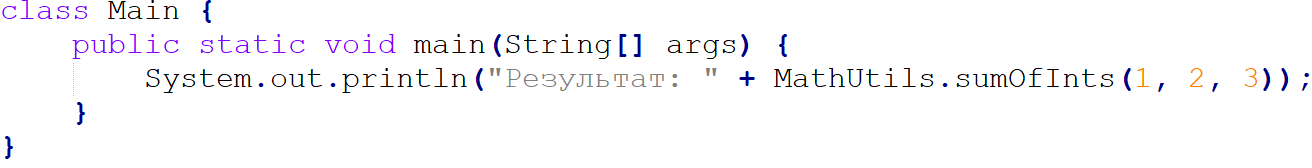 class Main {
    public static void main(String[] args) {
        System.out.println("Результат: " + MathUtils.sumOfInts(1, 2, 3));
    }
}